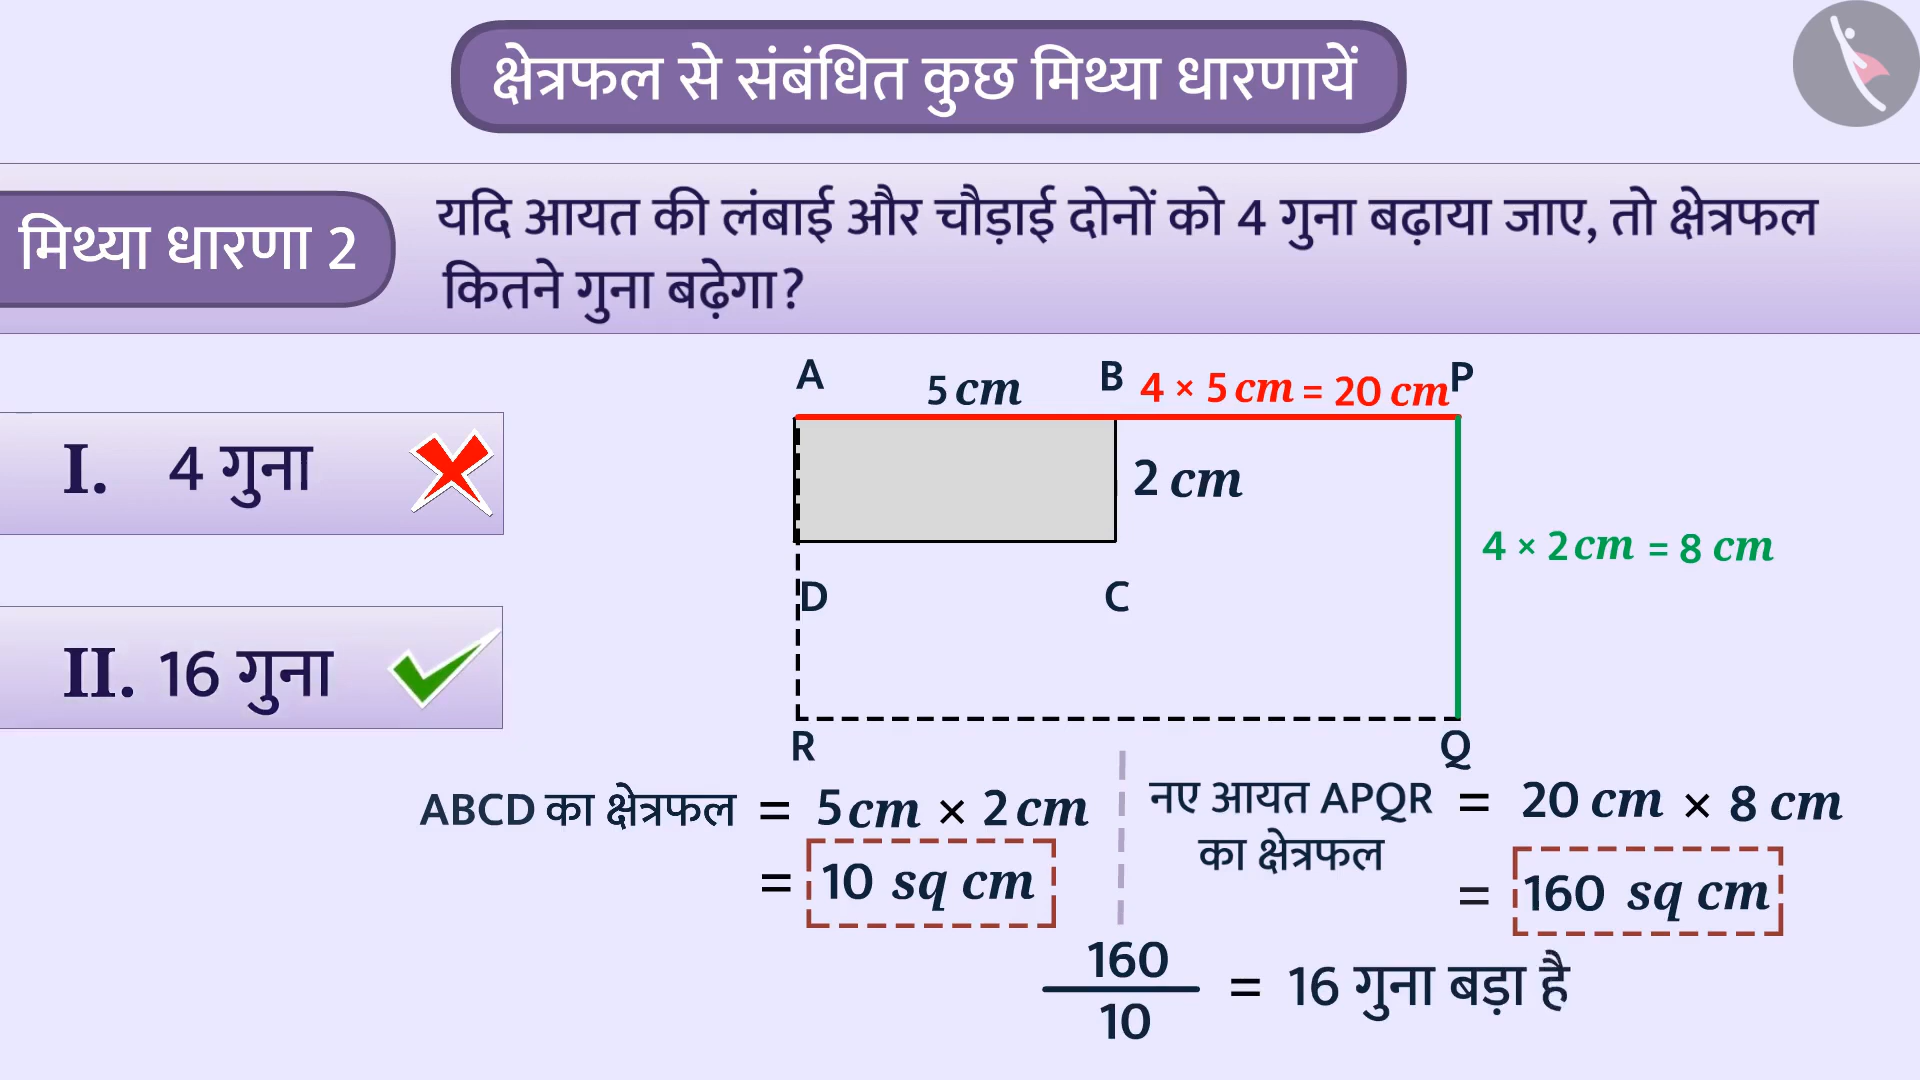 क्षेत्रफल से संबंधित कुछ मिथ्या धारणायें
मिथ्या धारणा 2
यदि आयत की लंबाई और चौड़ाई दोनों को 4 गुना बढ़ाया जाए, तो क्षेत्रफल
कितने गुना बढ़ेगा?
I. 4 गुना
II. 16 गुना
A 5 cm B 4 × 5 cm = 20 cm P
2 cm
4 × 2 cm = 8 cm
D C
R Q
ABCD का क्षेत्रफल = 5 cm × 2 cm
= 10 sq cm
नए आयत APQR = 20 cm × 8 cm
का क्षेत्रफल
= 160 sq cm
160
10
= 16 गुना बड़ा है